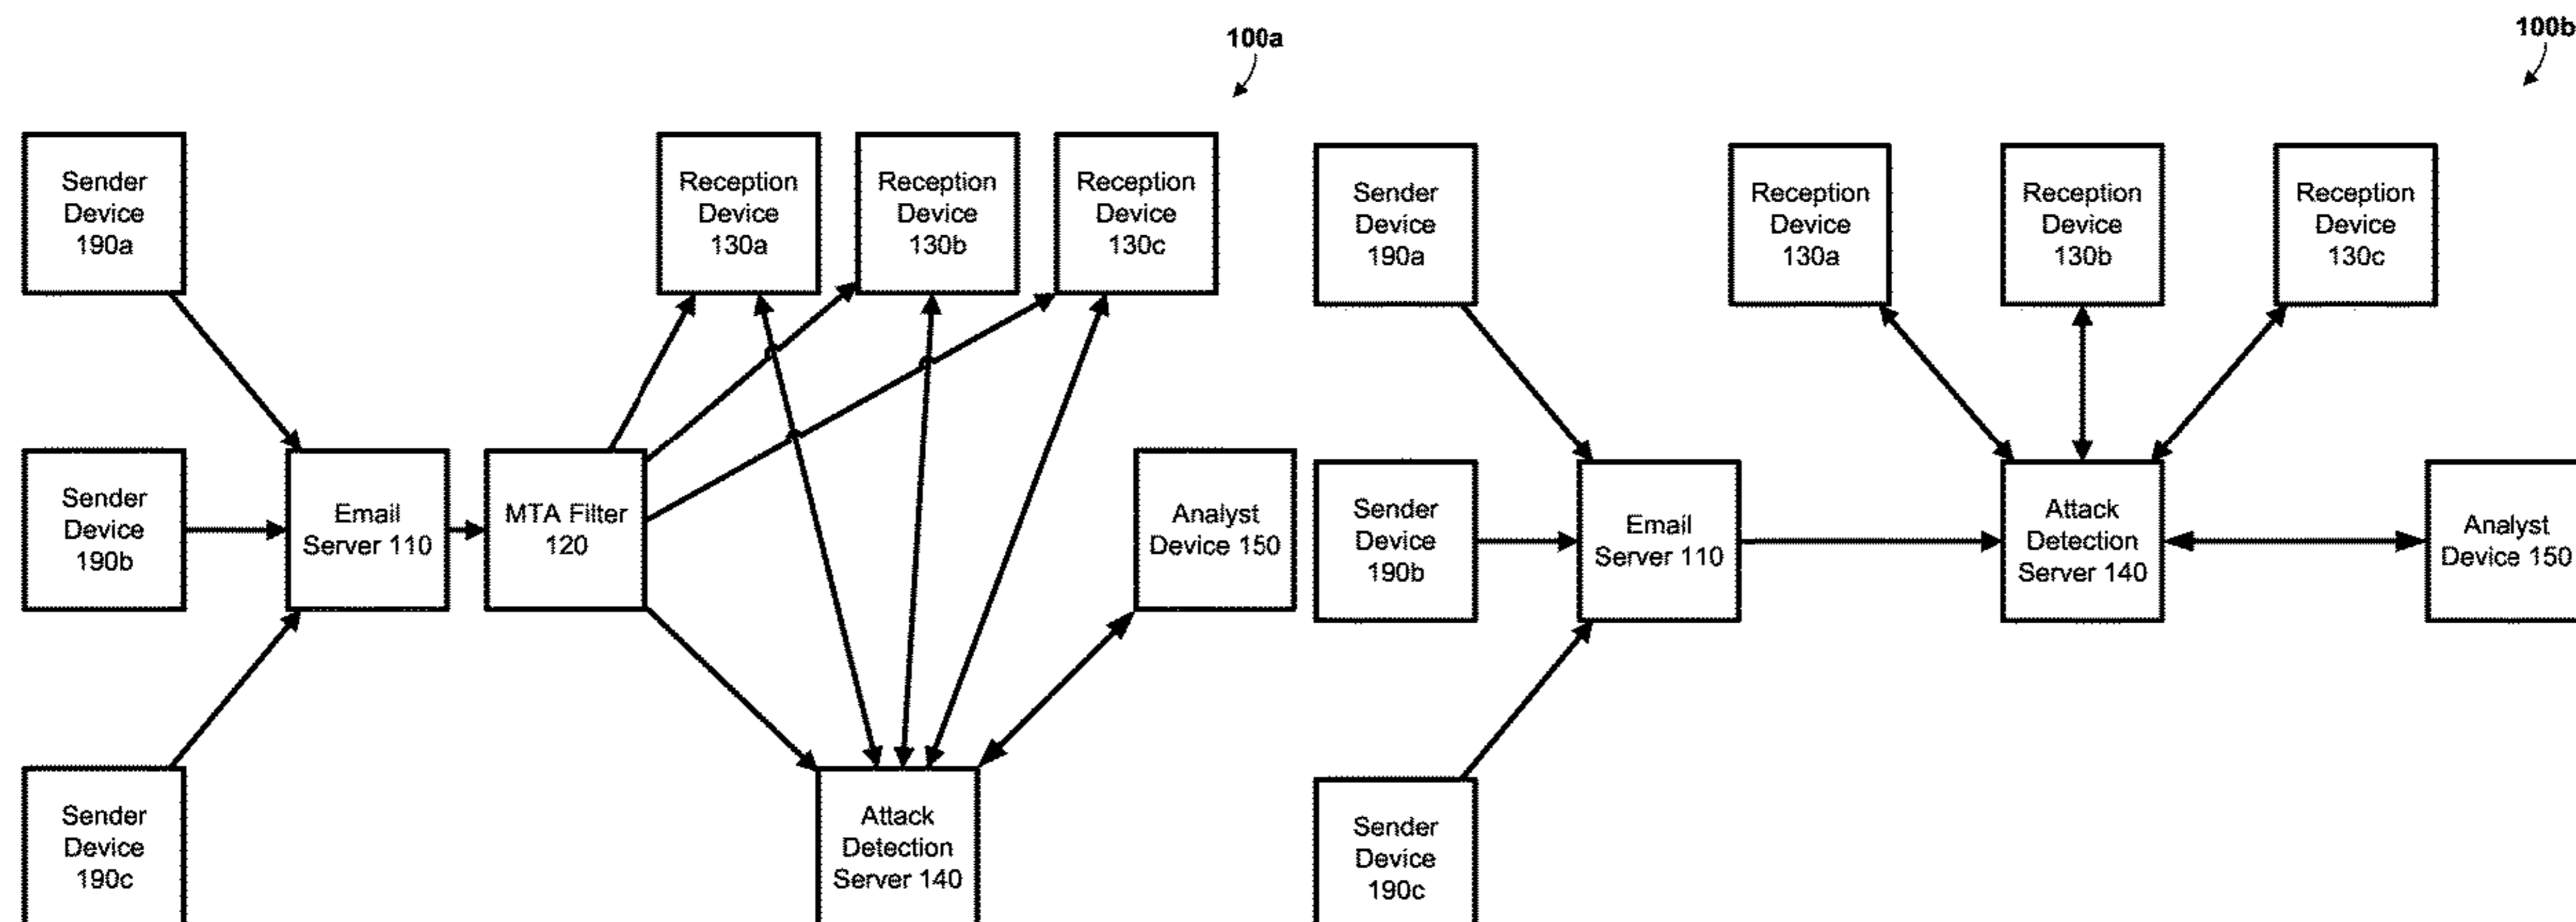 100a
Sender
Device
190a
Reception
Device
130a
Reception
Device
130b
Reception
Device
130c
Sender
Device
190b
Email
Server 110
MTA Filter
120
Analyst
Device 150
Sender
Device
190c
Attack
Detection
Server 140
100b
Sender
Device
190a
Reception
Device
130a
Reception
Device
130b
Reception
Device
130c
Sender
Device
190b
Email
Server 110
Attack
Detection
Server 140
Analyst
Device 150
Sender
Device
190c